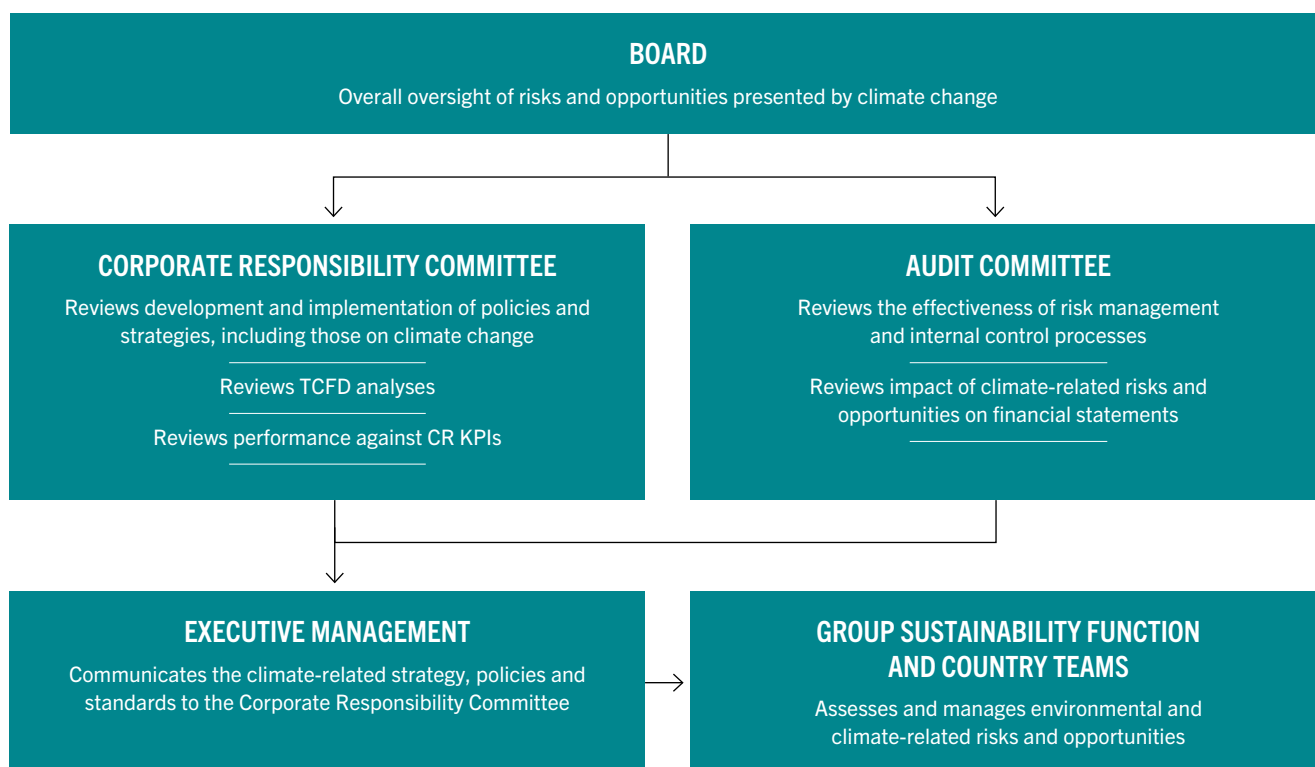 BOARD
Overall oversight of risks and opportunities presented by climate change
CORPORATE RESPONSIBILITY COMMITTEE
Reviews development and implementation of policies and
strategies, including those on climate change
Reviews TCFD analyses
Reviews performance against CR KPIs
AUDIT COMMITTEE
Reviews the effectiveness of risk management
and internal control processes
Reviews impact of climate-related risks and
opportunities on financial statements
EXECUTIVE MANAGEMENT
Communicates the climate-related strategy, policies and
standards to the Corporate Responsibility Committee
GROUP SUSTAINABILITY FUNCTION
AND COUNTRY TEAMS
Assesses and manages environmental and
climate-related risks and opportunities